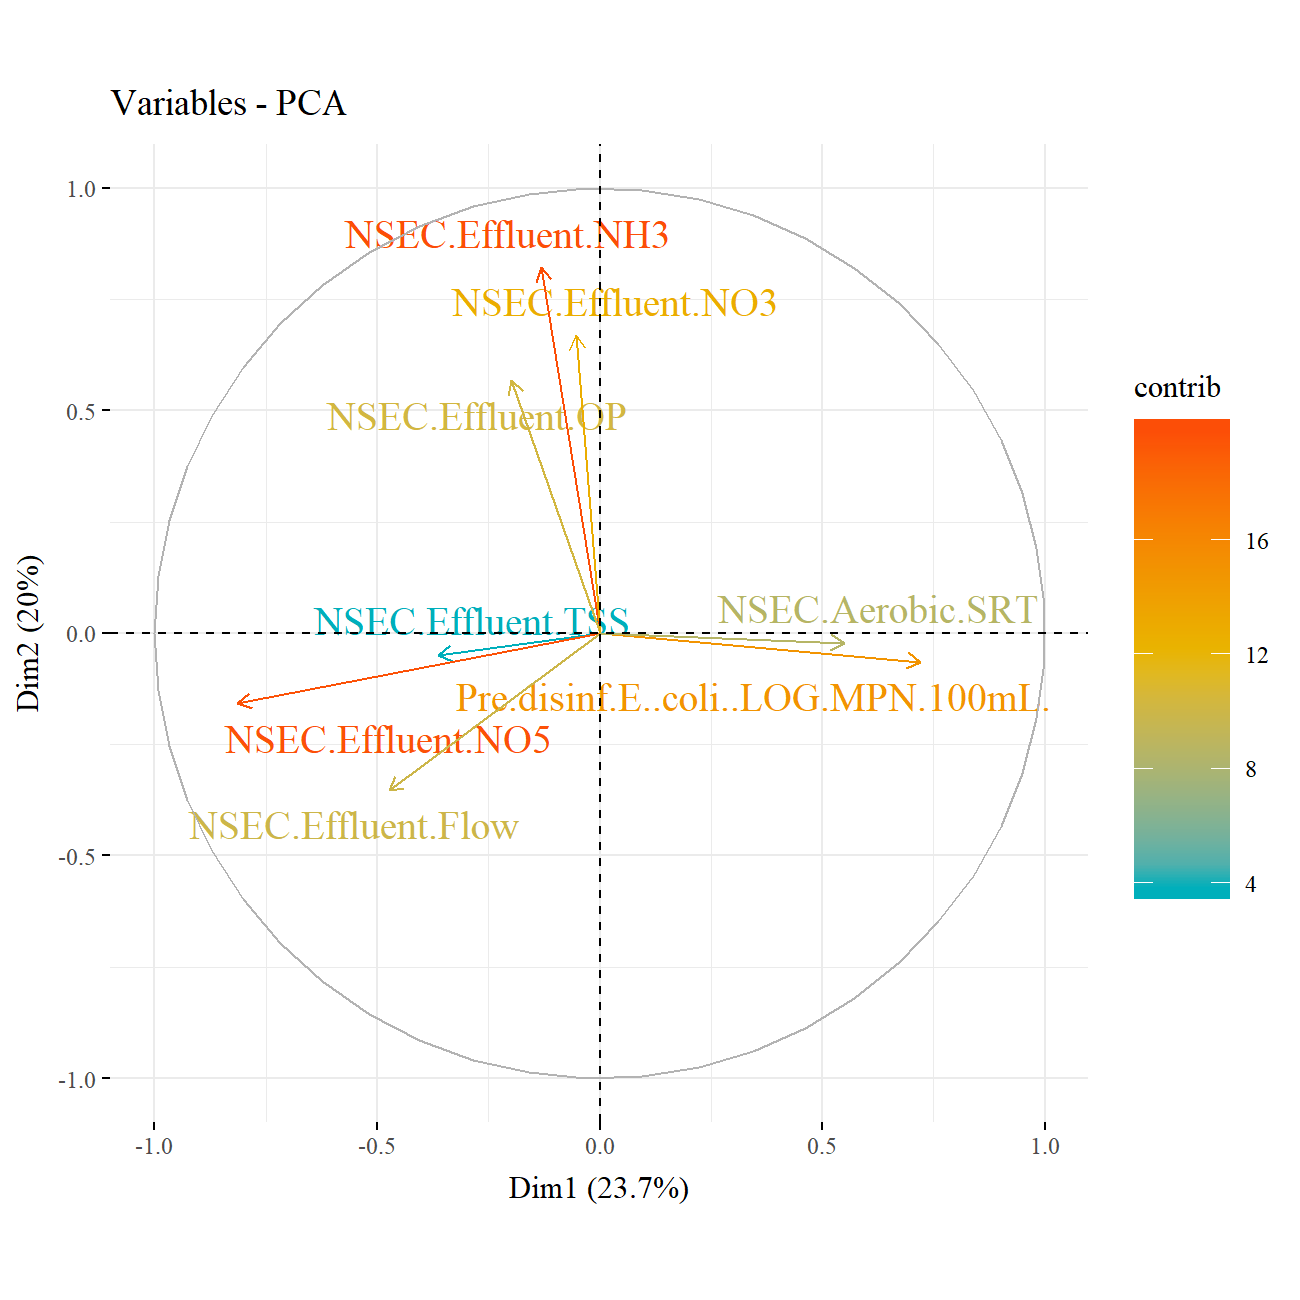 Variables - PCA
1.0
0.5
0.0
-0.5
-1.0
Dim2 (20%)
NSEC.Effluent.NH3
NSEC.Effluent.NO3
NSEC.Effluent.OP
NSEC.Effluent.TSS
NSEC.Aerobic.SRT
Pre.disinf.E..coli..LOG.MPN.100mL.
NSEC.Effluent.NO5
NSEC.Effluent.Flow
-1.0
-0.5
0.0
0.5
1.0
Dim1 (23.7%)
contrib
16
12
8
4